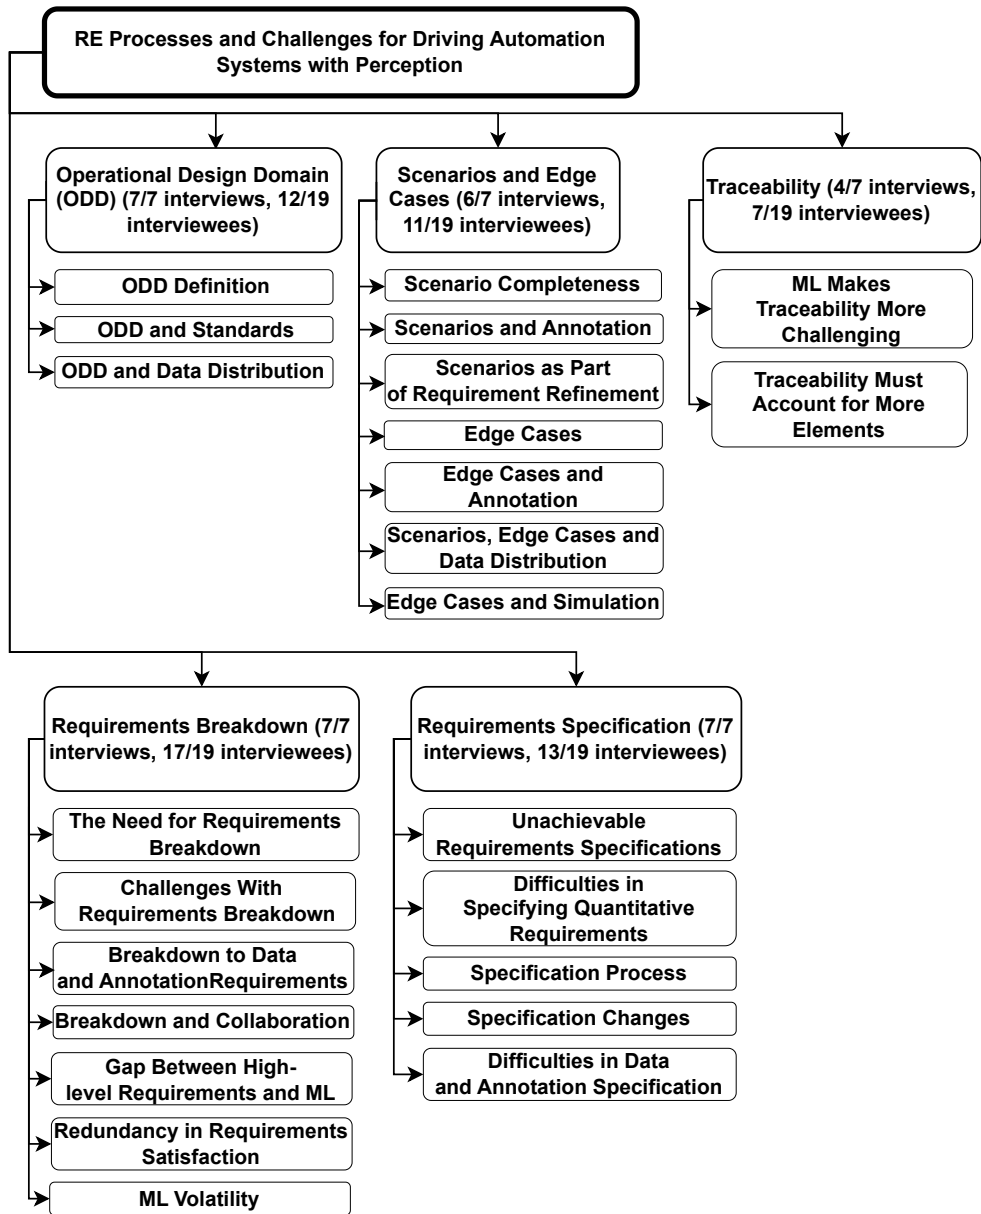 RE Processes and Challenges for Driving Automation
Systems with Perception
Operational Design Domain
(ODD) (7/7 interviews, 12/19
interviewees)
ODD Definition
ODD and Standards
ODD and Data Distribution
Scenarios and Edge
Cases (6/7 interviews,
11/19 interviewees)
Scenario Completeness
Scenarios and Annotation
Scenarios as Part
of Requirement Refinement
Edge Cases
Edge Cases and
Annotation
Scenarios, Edge Cases and
Data Distribution
Edge Cases and Simulation
Traceability (4/7 interviews,
7/19 interviewees)
ML Makes
Traceability More
Challenging
Traceability Must
Account for More
Elements
Requirements Breakdown (7/7
interviews, 17/19 interviewees)
The Need for Requirements
Breakdown
Challenges With
Requirements Breakdown
Breakdown to Data
and AnnotationRequirements
Breakdown and Collaboration
Gap Between High-
level Requirements and ML
Redundancy in Requirements
Satisfaction
ML Volatility
Requirements Specification (7/7
interviews, 13/19 interviewees)
Unachievable
Requirements Specifications
Difficulties in
Specifying Quantitative
Requirements
Specification Process
Specification Changes
Difficulties in Data
and Annotation Specification